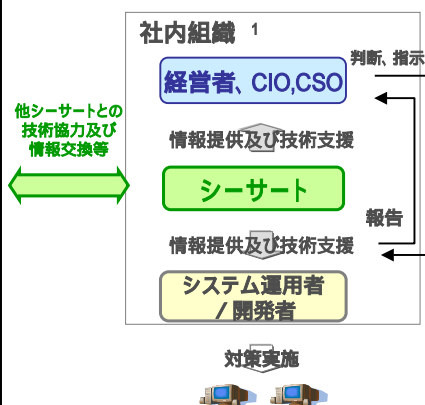 社内組織 1
経営者、CIO,CSO
判断、指示
他シーサートとの
技術協力及び
情報交換等
情報提供及び技術支援
シーサート
報告
情報提供及び技術支援
システム運用者
/ 開発者
対策実施